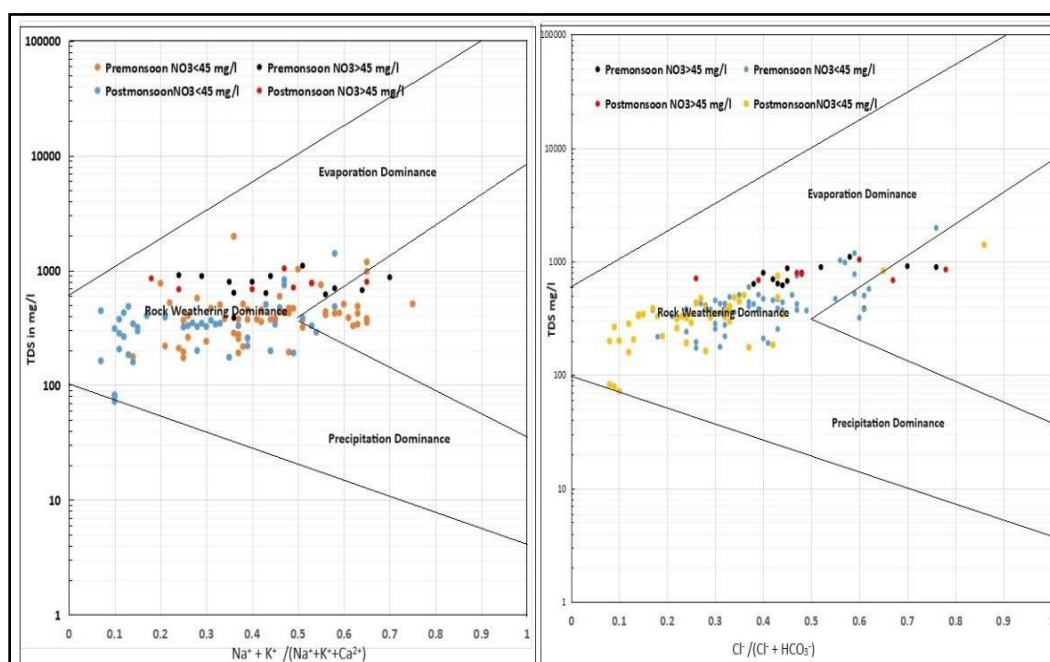 100000
10000
1000
100
10
1
TDS in mg/l
Premonsoon NO3<45 mg/l
Premonsoon NO3>45 mg/l
PostmonsoonNO3<45 mg/l
Postmonsoon NO3>45 mg/l
Evaporation Dominance
Rock Weathering Dominance
Precipitation Dominance
0 0.1 0.2 0.3 0.4 0.5 0.6 0.7 0.8 0.9 1
Na⁺ + K⁺ /(Na⁺+K⁺+Ca²⁺)
100000
10000
1000
100
10
1
TDS mg/l
Premonsoon NO3>45 mg/l
Premonsoon NO3<45 mg/l
Postmonsoon NO3>45 mg/l
PostmonsoonNO3<45 mg/l
Evaporation Dominance
Rock Weathering Dominance
Precipitation Dominance
0 0.1 0.2 0.3 0.4 0.5 0.6 0.7 0.8 0.9 1
Cl⁻/(Cl⁻ + HCO₃⁻)